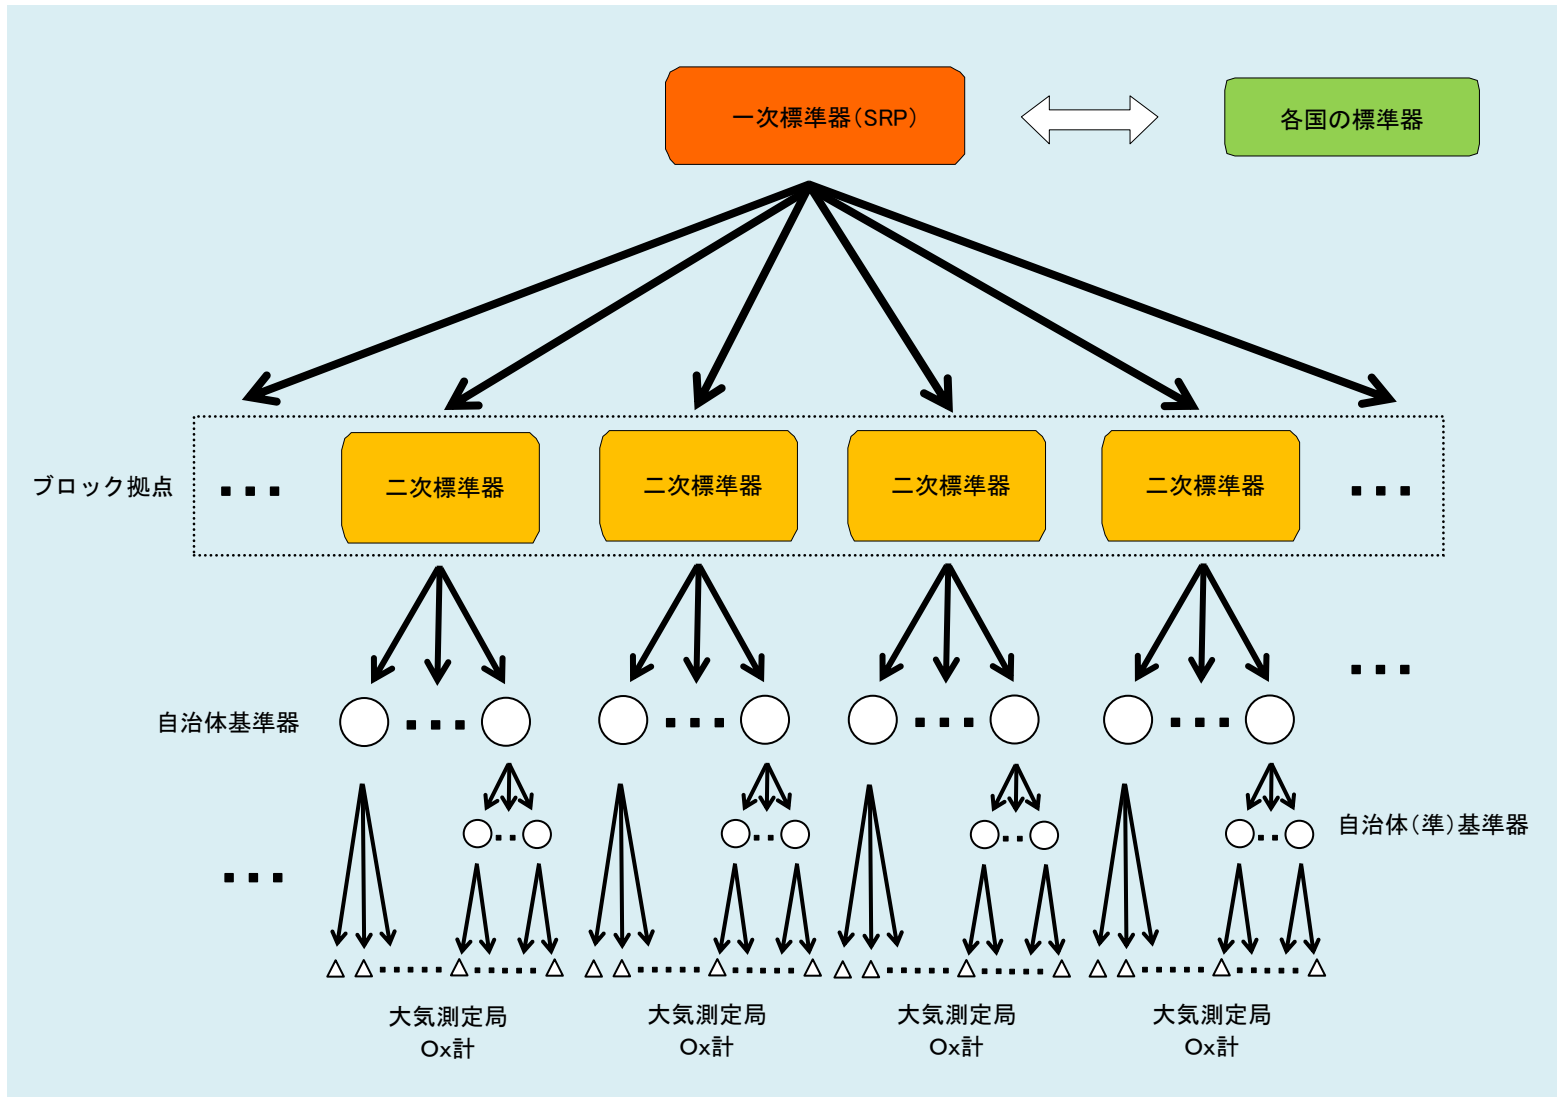 一次標準器(SRP)
各国の標準器
ブロック拠点
二次標準器
二次標準器
二次標準器
二次標準器
自治体基準器
自治体(準)基準器
大気測定局
Ox計
大気測定局
Ox計
大気測定局
Ox計
大気測定局
Ox計